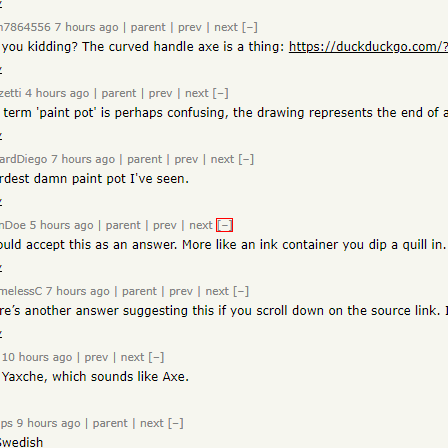 n7864556 7 hours ago | parent | prev | next [–]
you kidding? The curved handle axe is a thing: https://duckduckgo.com/?
zetti 4 hours ago | parent | prev | next [–]
term 'paint pot' is perhaps confusing, the drawing represents the end of a
ardDiego 7 hours ago | parent | prev | next [–]
rdest damn paint pot I've seen.
nDoe 5 hours ago | parent | prev | next [–]
ould accept this as an answer. More like an ink container you dip a quill in.
melessC 7 hours ago | parent | prev | next [–]
re's another answer suggesting this if you scroll down on the source link. I
10 hours ago | prev | next [–]
Yaxche, which sounds like Axe.
ps 9 hours ago | parent | prev | next [–]
Swedish